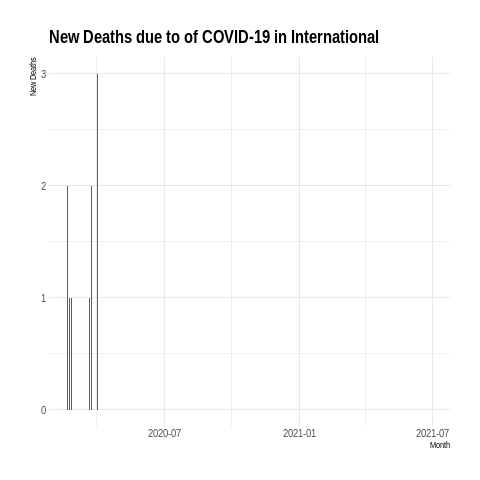 New Deaths due to of COVID-19 in International
New Deaths
3
2
1
0
2020-07
2021-01
2021-07
Month